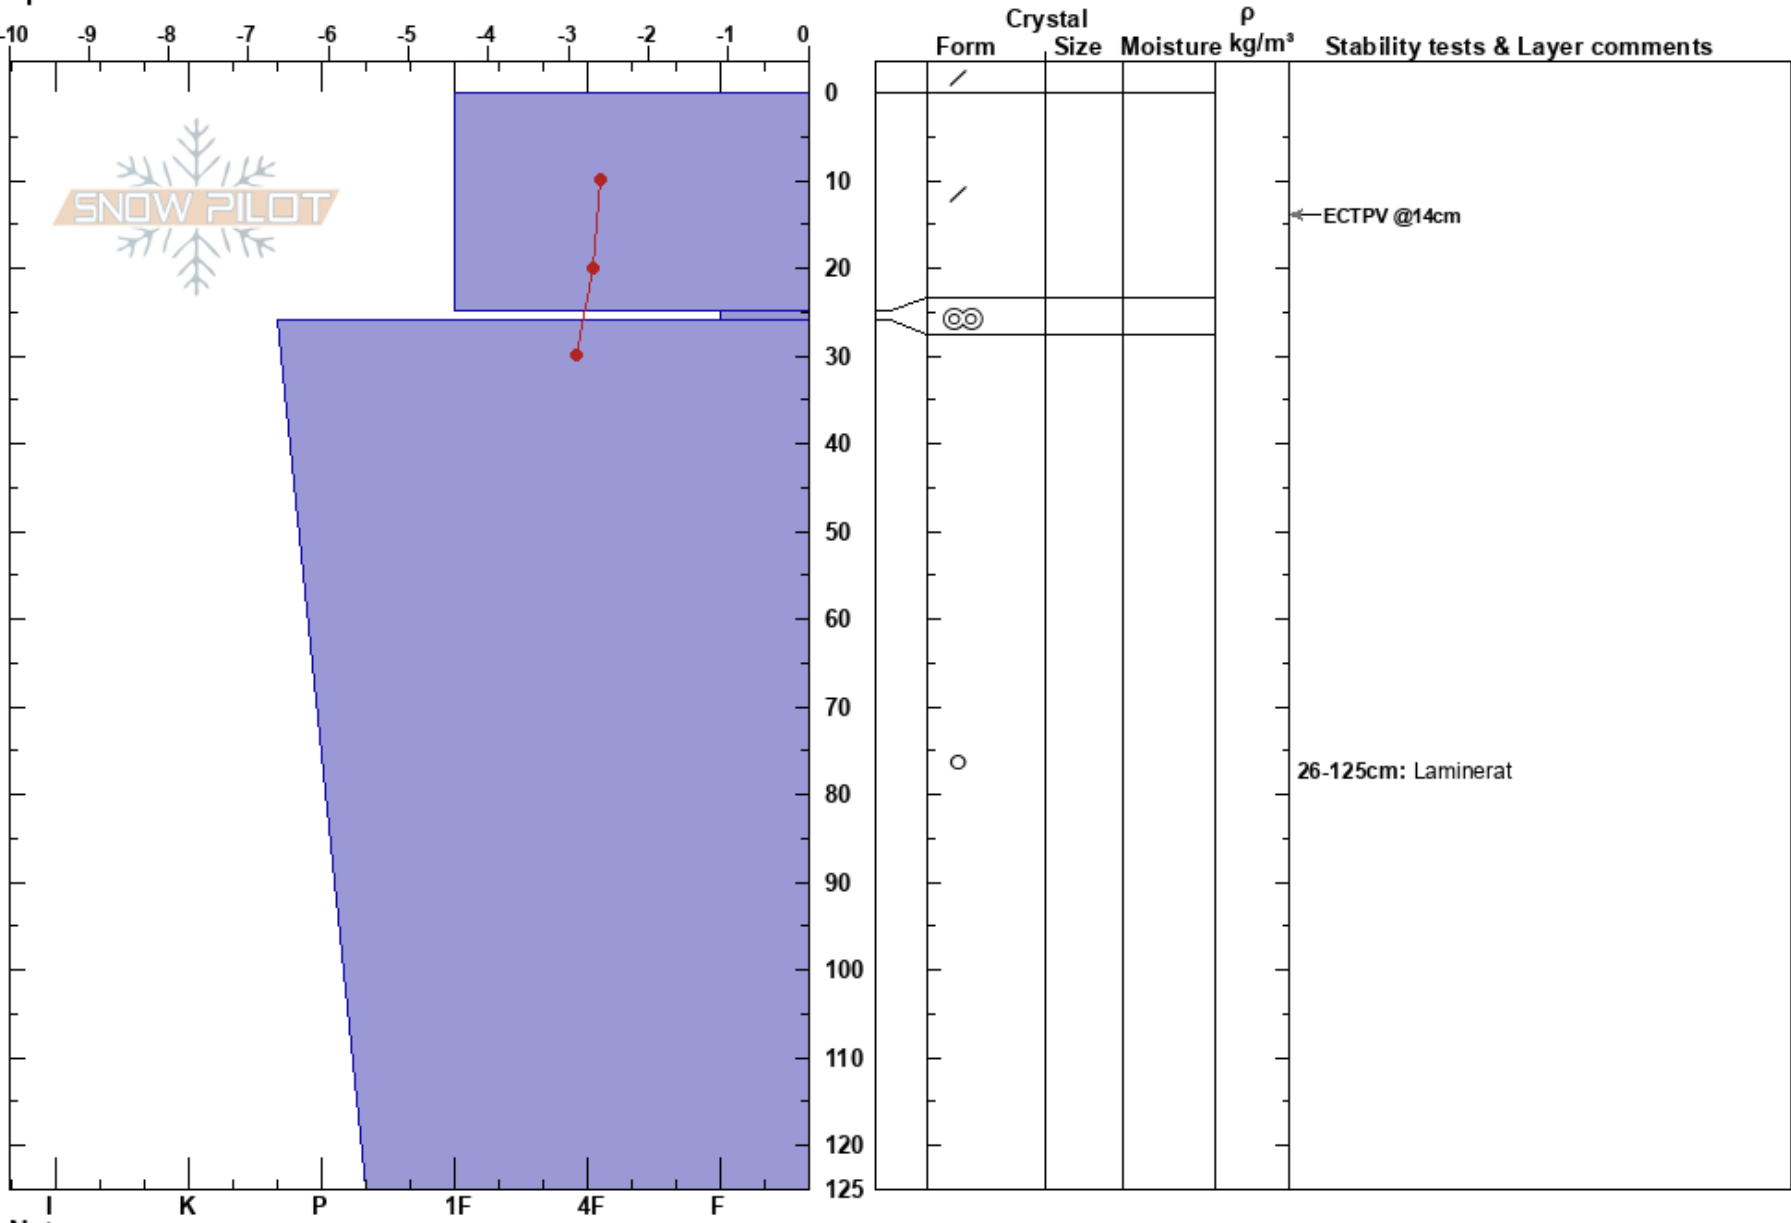 Crystal ρ
-10 -9 -8 -7 -6 -5 -4 -3 -2 -1 0
Form Size Moisture kg/m³ Stability tests & Layer comments
0
SNOW PILOT
10
ECTPV @14cm
20
30
40
50
60
70
26-125cm: Laminerat
80
90
100
110
120
125
I K P 1F 4F F